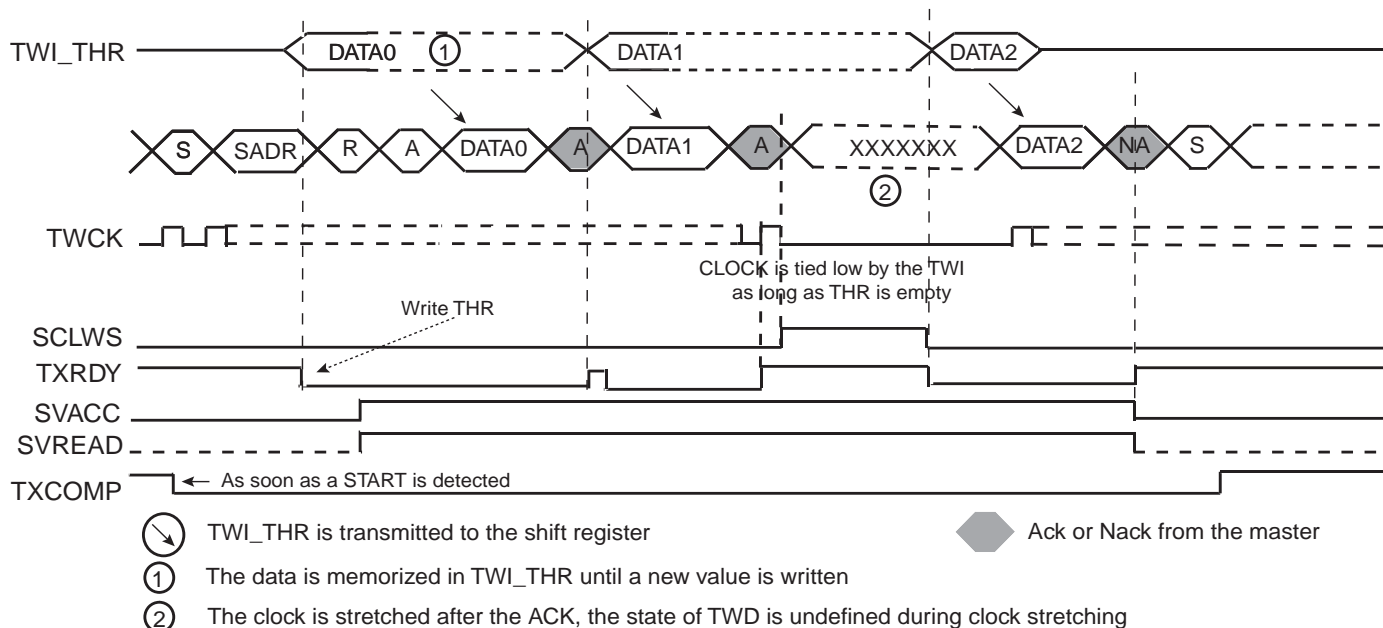 TWI_THR DATA0 1 DATA1 DATA2
S SADR R A DATA0 A DATA1 A XXXXXXX DATA2 NA S
2
TWCK
CLOCK is tied low by the TWI
as long as THR is empty
Write THR
SCLWS
TXRDY
SVACC
SVREAD
TXCOMP As soon as a START is detected
TWI_THR is transmitted to the shift register Ack or Nack from the master
1 The data is memorized in TWI_THR until a new value is written
2 The clock is stretched after the ACK, the state of TWD is undefined during clock stretching